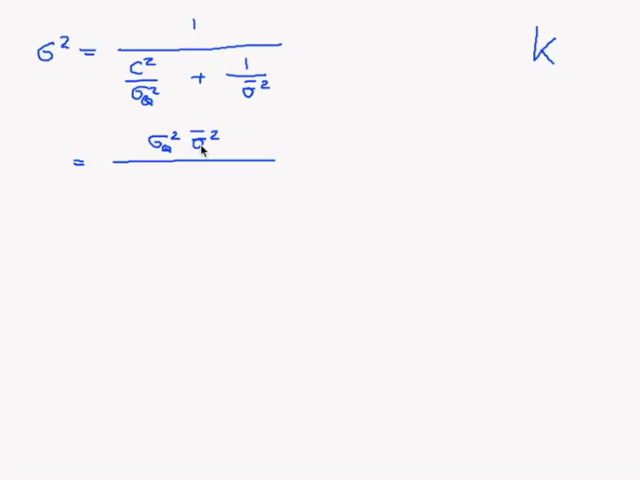 σ² = 1 / (C²/σ_Q² + 1/σ̄²)
k
= σ_Q² σ̄² /